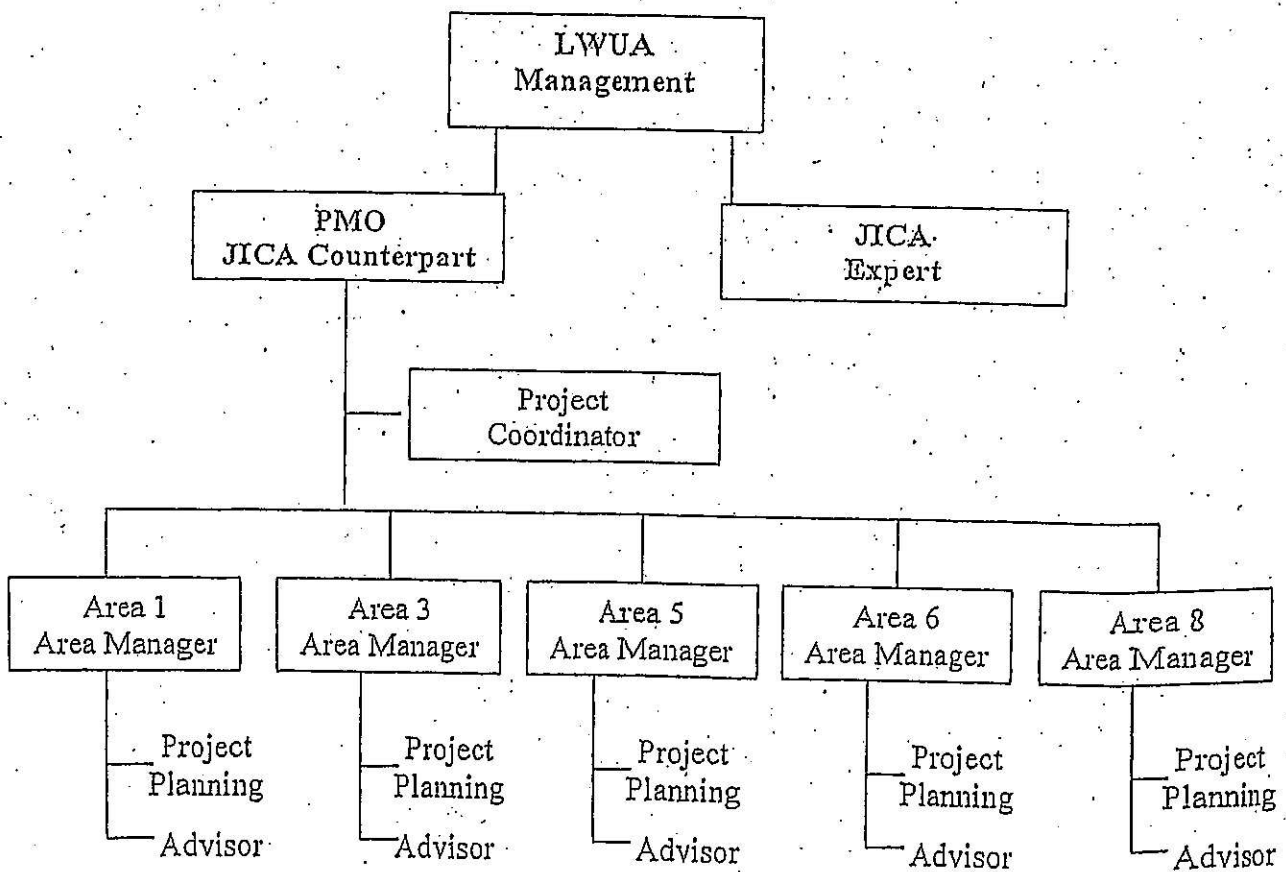 LWUA
Management
PMO
JICA Counterpart
JICA
Expert
Project
Coordinator
Area 1
Area Manager
Area 3
Area Manager
Area 5
Area Manager
Area 6
Area Manager
Area 8
Area Manager
Project
Planning
Advisor
Project
Planning
Advisor
Project
Planning
Advisor
Project
Planning
Advisor
Project
Planning
Advisor